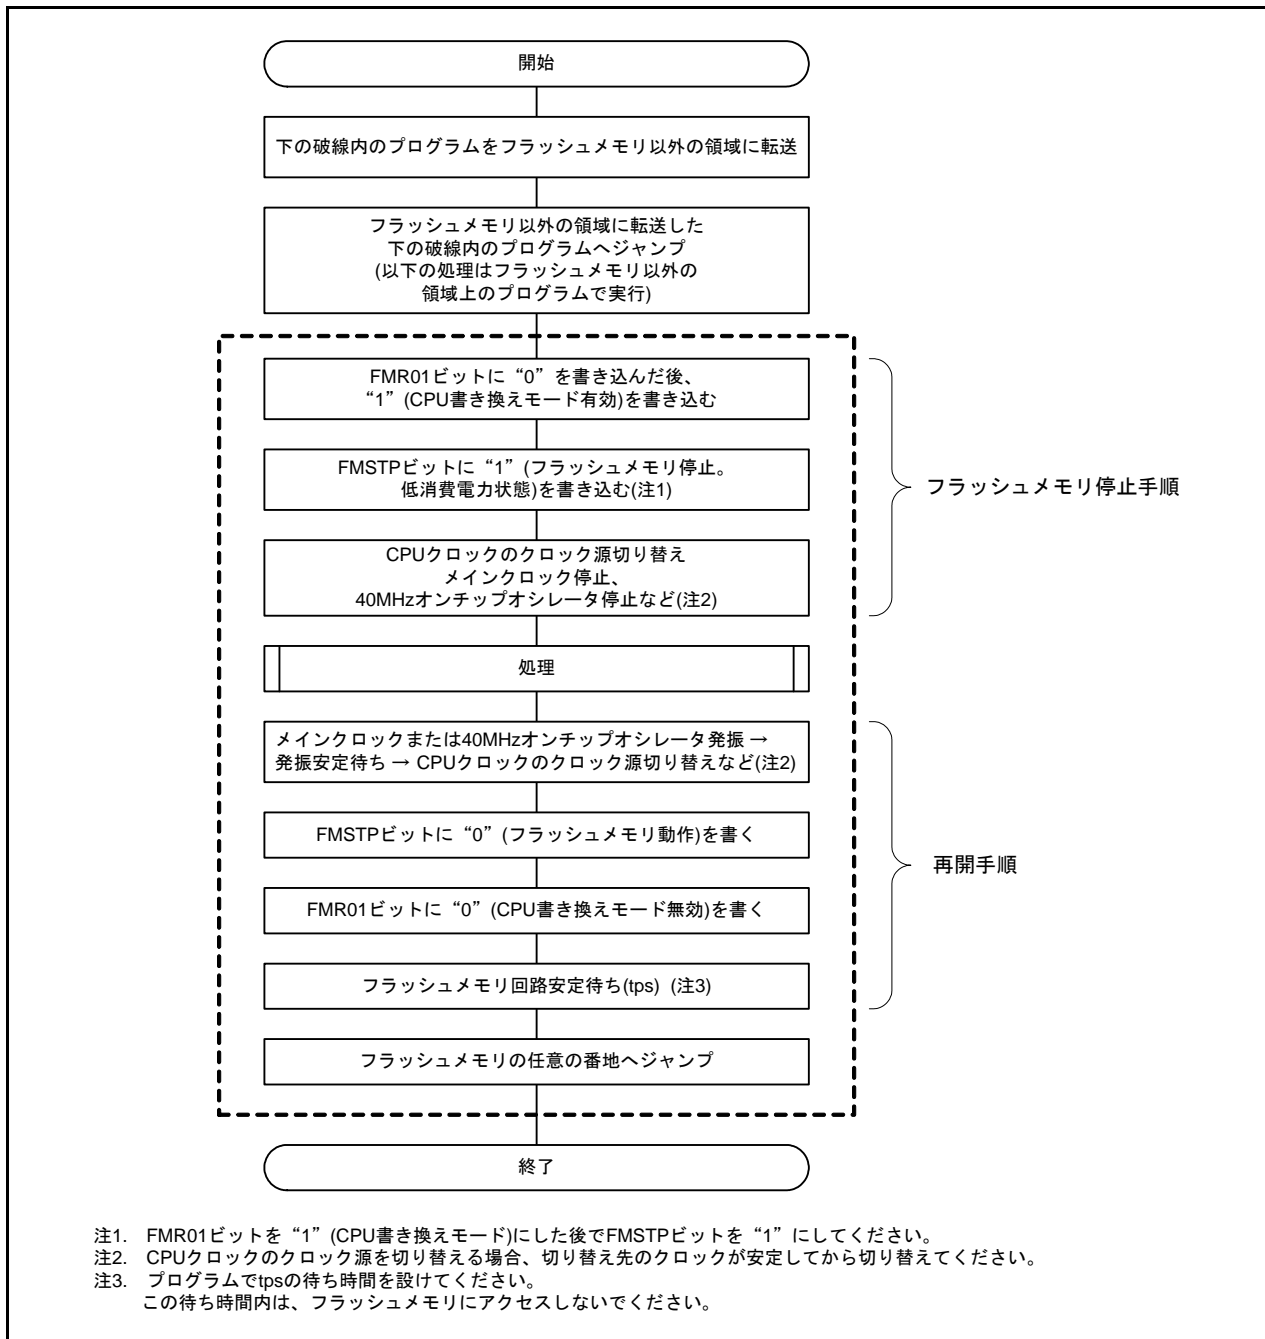 開始
下の破線内のプログラムをフラッシュメモリ以外の領域に転送
フラッシュメモリ以外の領域に転送した
下の破線内のプログラムへジャンプ
(以下の処理はフラッシュメモリ以外の
領域上のプログラムで実行)
FMR01ビットに“0”を書き込んだ後、
“1”(CPU書き換えモード有効)を書き込む
FMSTPビットに“1”(フラッシュメモリ停止。
低消費電力状態)を書き込む(注1)
フラッシュメモリ停止手順
CPUクロックのクロック源切り替え
メインクロック停止、
40MHzオンチップオシレータ停止など(注2)
処理
メインクロックまたは40MHzオンチップオシレータ発振 →
発振安定待ち → CPUクロックのクロック源切り替えなど(注2)
FMSTPビットに“0”(フラッシュメモリ動作)を書く
再開手順
FMR01ビットに“0”(CPU書き換えモード無効)を書く
フラッシュメモリ回路安定待ち(tps) (注3)
フラッシュメモリの任意の番地へジャンプ
終了
注1. FMR01ビットを“1”(CPU書き換えモード)にした後でFMSTPビットを“1”にしてください。
注2. CPUクロックのクロック源を切り替える場合、切り替え先のクロックが安定してから切り替えてください。
注3. プログラムでtpsの待ち時間を設けてください。
この待ち時間内は、フラッシュメモリにアクセスしないでください。